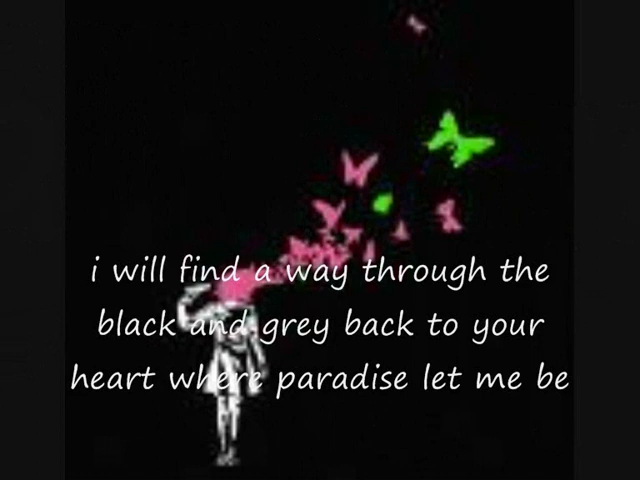 i will find a way through the
black and grey back to your
heart where paradise let me be